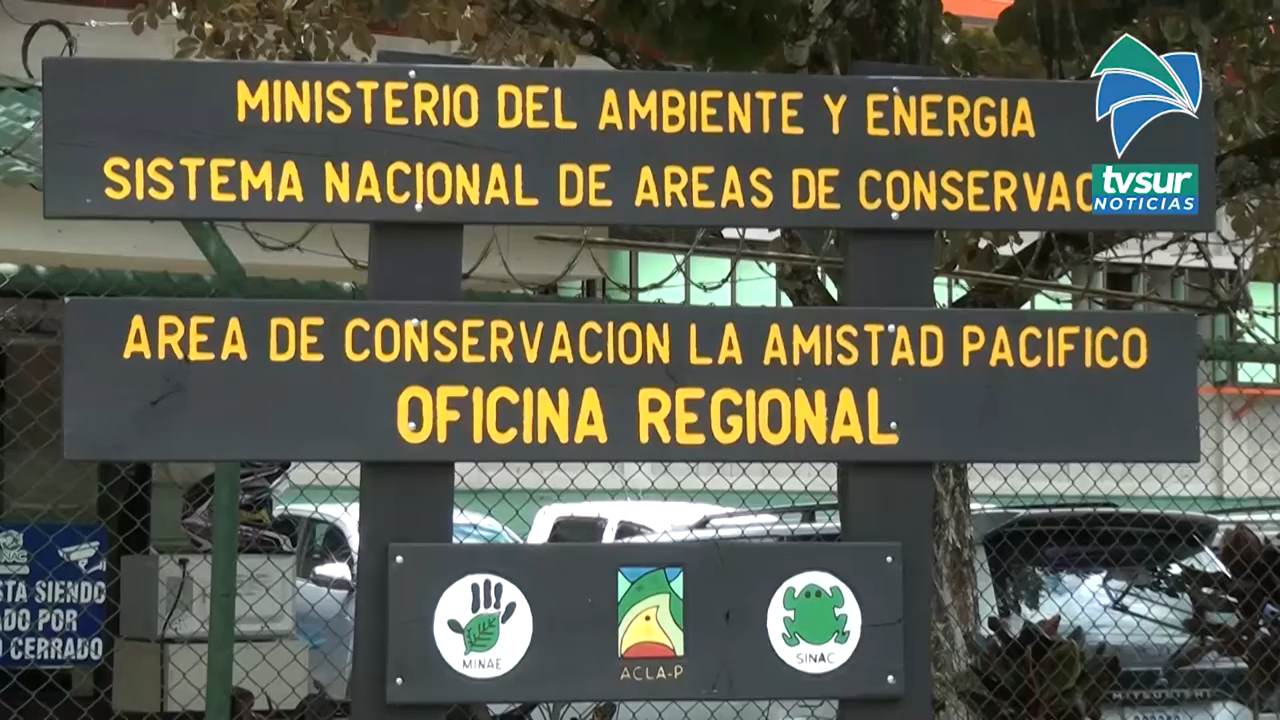 MINISTERIO DEL AMBIENTE Y ENERGIA
SISTEMA NACIONAL DE AREAS DE CONSERVAC
tvsur
NOTICIAS
AREA DE CONSERVACION LA AMISTAD PACIFICO
OFICINA REGIONAL
MINAE
ACLA-P
SINAC
STA SIENDO
ADO POR
O CERRADO
MITSUBISHI